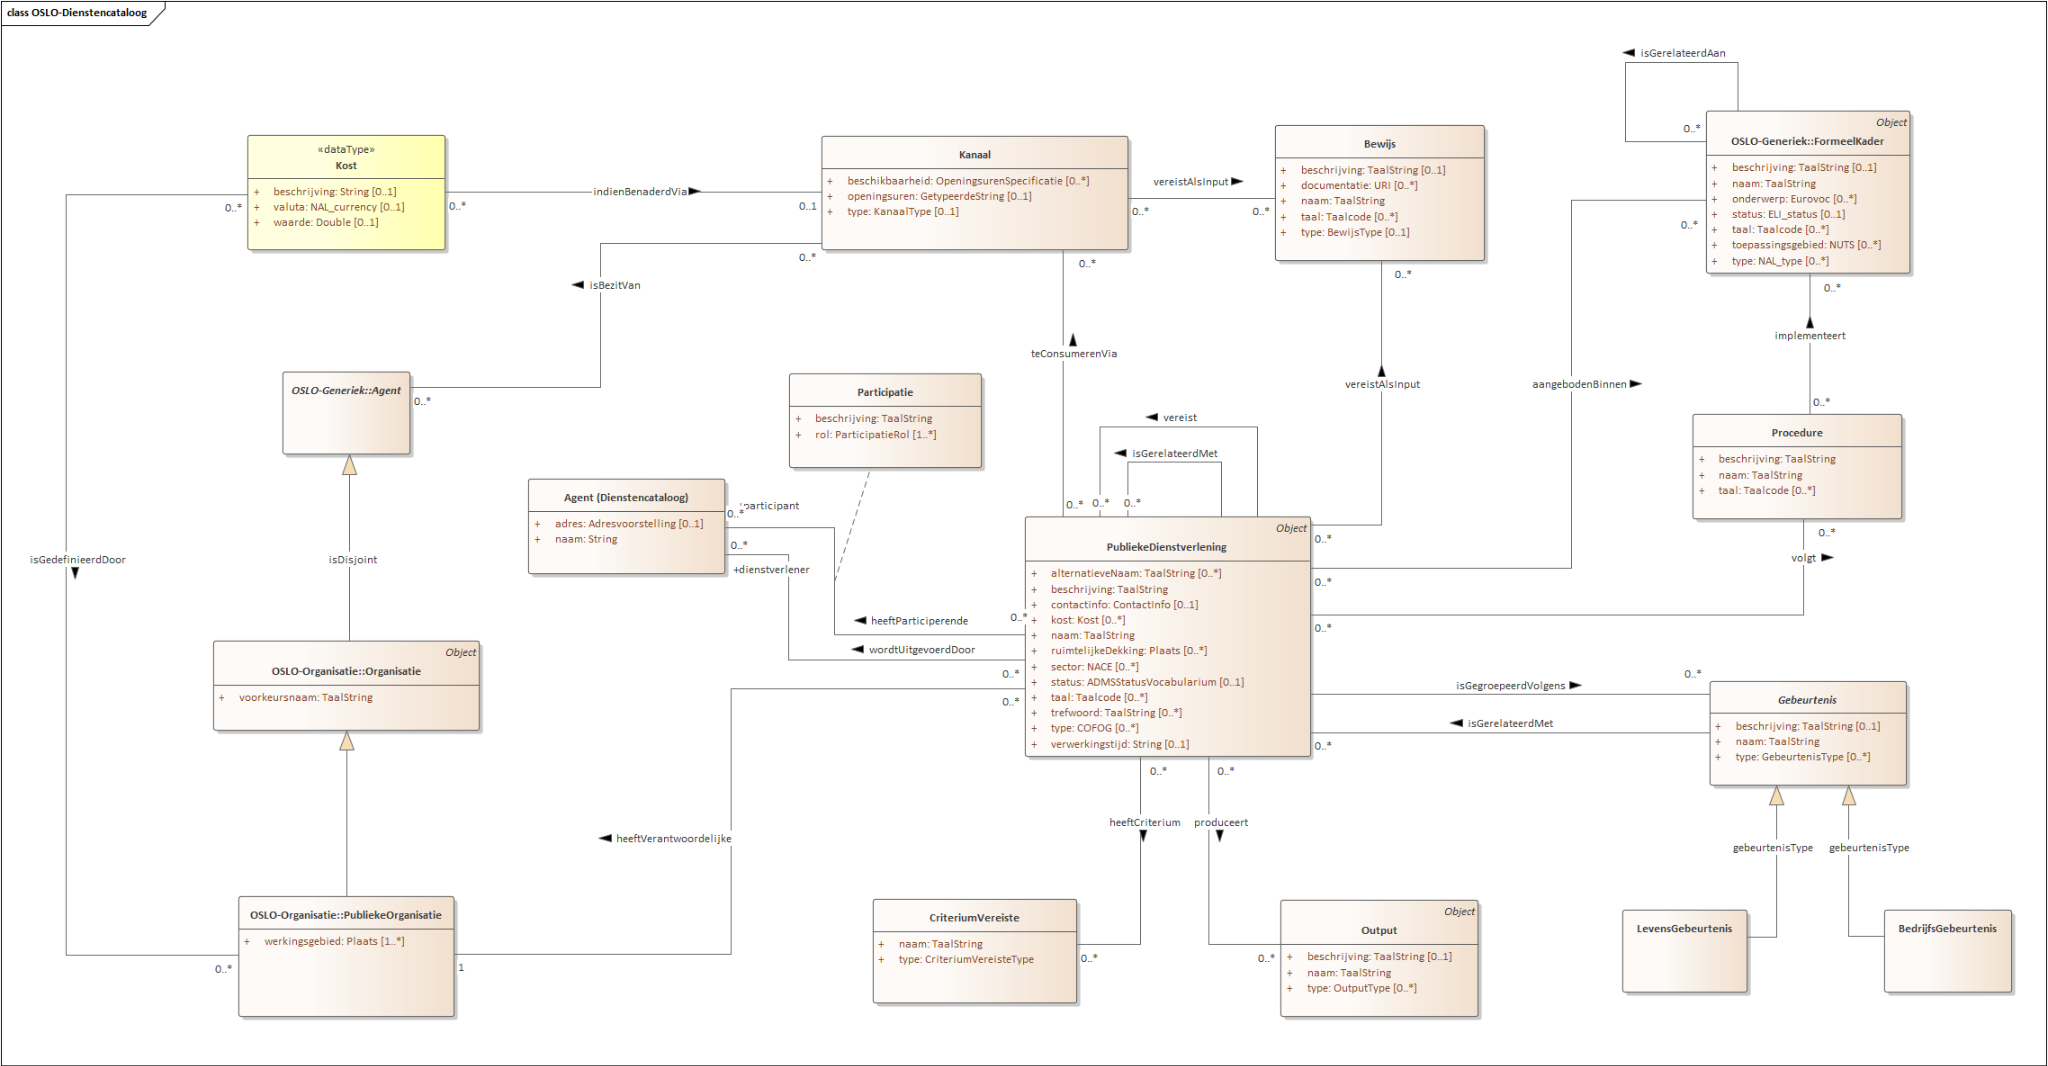 class OSLO-Dienstencataloog
isGerelateerdAan
0..*
Object
OSLO-Generiek::FormeelKader
+ beschrijving: TaalString [0..1]
+ naam: TaalString
+ onderwerp: Eurovoc [0..*]
+ status: ELI_status [0..1]
+ taal: Taalcode [0..*]
+ toepassingsgebied: NUTS [0..*]
+ type: NAL_type [0..*]
«dataType»
Kost
+ beschrijving: String [0..1]
+ valuta: NAL_currency [0..1]
+ waarde: Double [0..1]
0..*
0..*
indienBenaderdVia
0..1
Kanaal
+ beschikbaarheid: OpeningsurenSpecificatie [0..*]
+ openingsuren: GetypeerdeString [0..1]
+ type: KanaalType [0..1]
vereistAlsInput
0..*
0..*
Bewijs
+ beschrijving: TaalString [0..1]
+ documentatie: URI [0..*]
+ naam: TaalString
+ taal: Taalcode [0..*]
+ type: BewijsType [0..1]
0..*
0..*
0..*
0..*
0..*
isBezitVan
implementeert
teConsumerenVia
vereistAlsInput
aangebodenBinnen
OSLO-Generiek::Agent
0..*
0..*
Participatie
+ beschrijving: TaalString
+ rol: ParticipatieRol [1..*]
vereist
isGerelateerdMet
Procedure
+ beschrijving: TaalString
+ naam: TaalString
+ taal: Taalcode [0..*]
0..*
volgt
Agent (Dienstencataloog)
+ adres: Adresvoorstelling [0..1]
+ naam: String
participant
0..*
0..*
+dienstverlener
0..*
0..*
0..*
Object
PubliekeDienstverlening
+ alternatieveNaam: TaalString [0..*]
+ beschrijving: TaalString
+ contactinfo: ContactInfo [0..1]
+ kost: Kost [0..*]
+ naam: TaalString
+ ruimtelijkeDekking: Plaats [0..*]
+ sector: NACE [0..*]
+ status: ADMSStatusVocabularium [0..1]
+ taal: Taalcode [0..*]
+ trefwoord: TaalString [0..*]
+ type: COFOG [0..*]
+ verwerkingstijd: String [0..1]
0..*
0..*
0..*
isGedefinieerdDoor
isDisjoint
heeftParticiperende
0..*
wordtUitgevoerdDoor
0..*
0..*
Object
OSLO-Organisatie::Organisatie
+ voorkeursnaam: TaalString
isGegroepeerdVolgens
0..*
isGerelateerdMet
0..*
Gebeurtenis
+ beschrijving: TaalString [0..1]
+ naam: TaalString
+ type: GebeurtenisType [0..*]
0..*
0..*
heeftCriterium
produceert
heeftVerantwoordelijke
gebeurtenisType
gebeurtenisType
OSLO-Organisatie::PubliekeOrganisatie
+ werkingsgebied: Plaats [1..*]
0..*
1
CriteriumVereiste
+ naam: TaalString
+ type: CriteriumVereisteType
0..*
0..*
Object
Output
+ beschrijving: TaalString [0..1]
+ naam: TaalString
+ type: OutputType [0..*]
LevensGebeurtenis
BedrijfsGebeurtenis